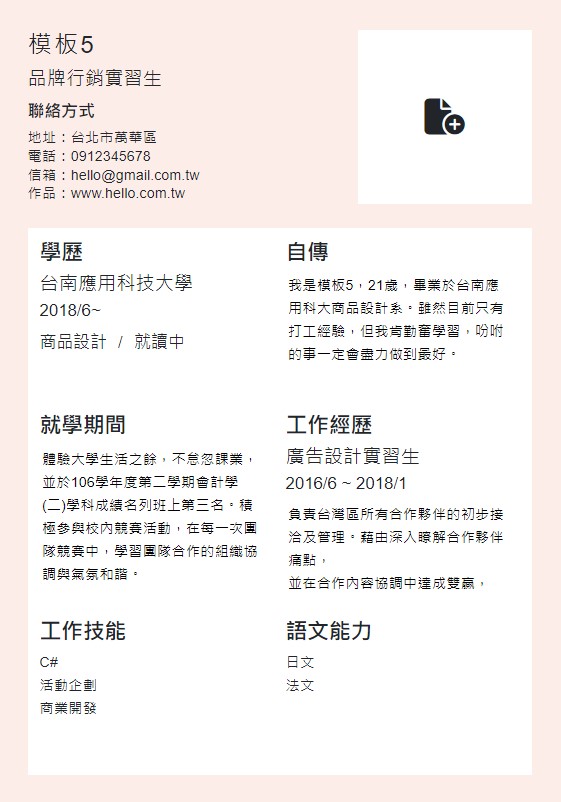 模板5
品牌行銷實習生
聯絡方式
地址：台北市萬華區
電話：0912345678
信箱：hello@gmail.com.tw
作品：www.hello.com.tw
學歷
台南應用科技大學
2018/6~
商品設計 / 就讀中
自傳
我是模板5，21歲，畢業於台南應
用科大商品設計系。雖然目前只有
打工經驗，但我肯勤奮學習，吩咐
的事一定會盡力做到最好。
就學期間
體驗大學生活之餘，不怠忽課業，
並於106學年度第二學期會計學
(二)學科成績名列班上第三名。積
極參與校內競賽活動，在每一次團
隊競賽中，學習團隊合作的組織協
調與氣氛和諧。
工作經歷
廣告設計實習生
2016/6 ~ 2018/1
負責台灣區所有合作夥伴的初步接
洽及管理。藉由深入瞭解合作夥伴
痛點，
並在合作內容協調中達成雙贏，
工作技能
C#
活動企劃
商業開發
語文能力
日文
法文